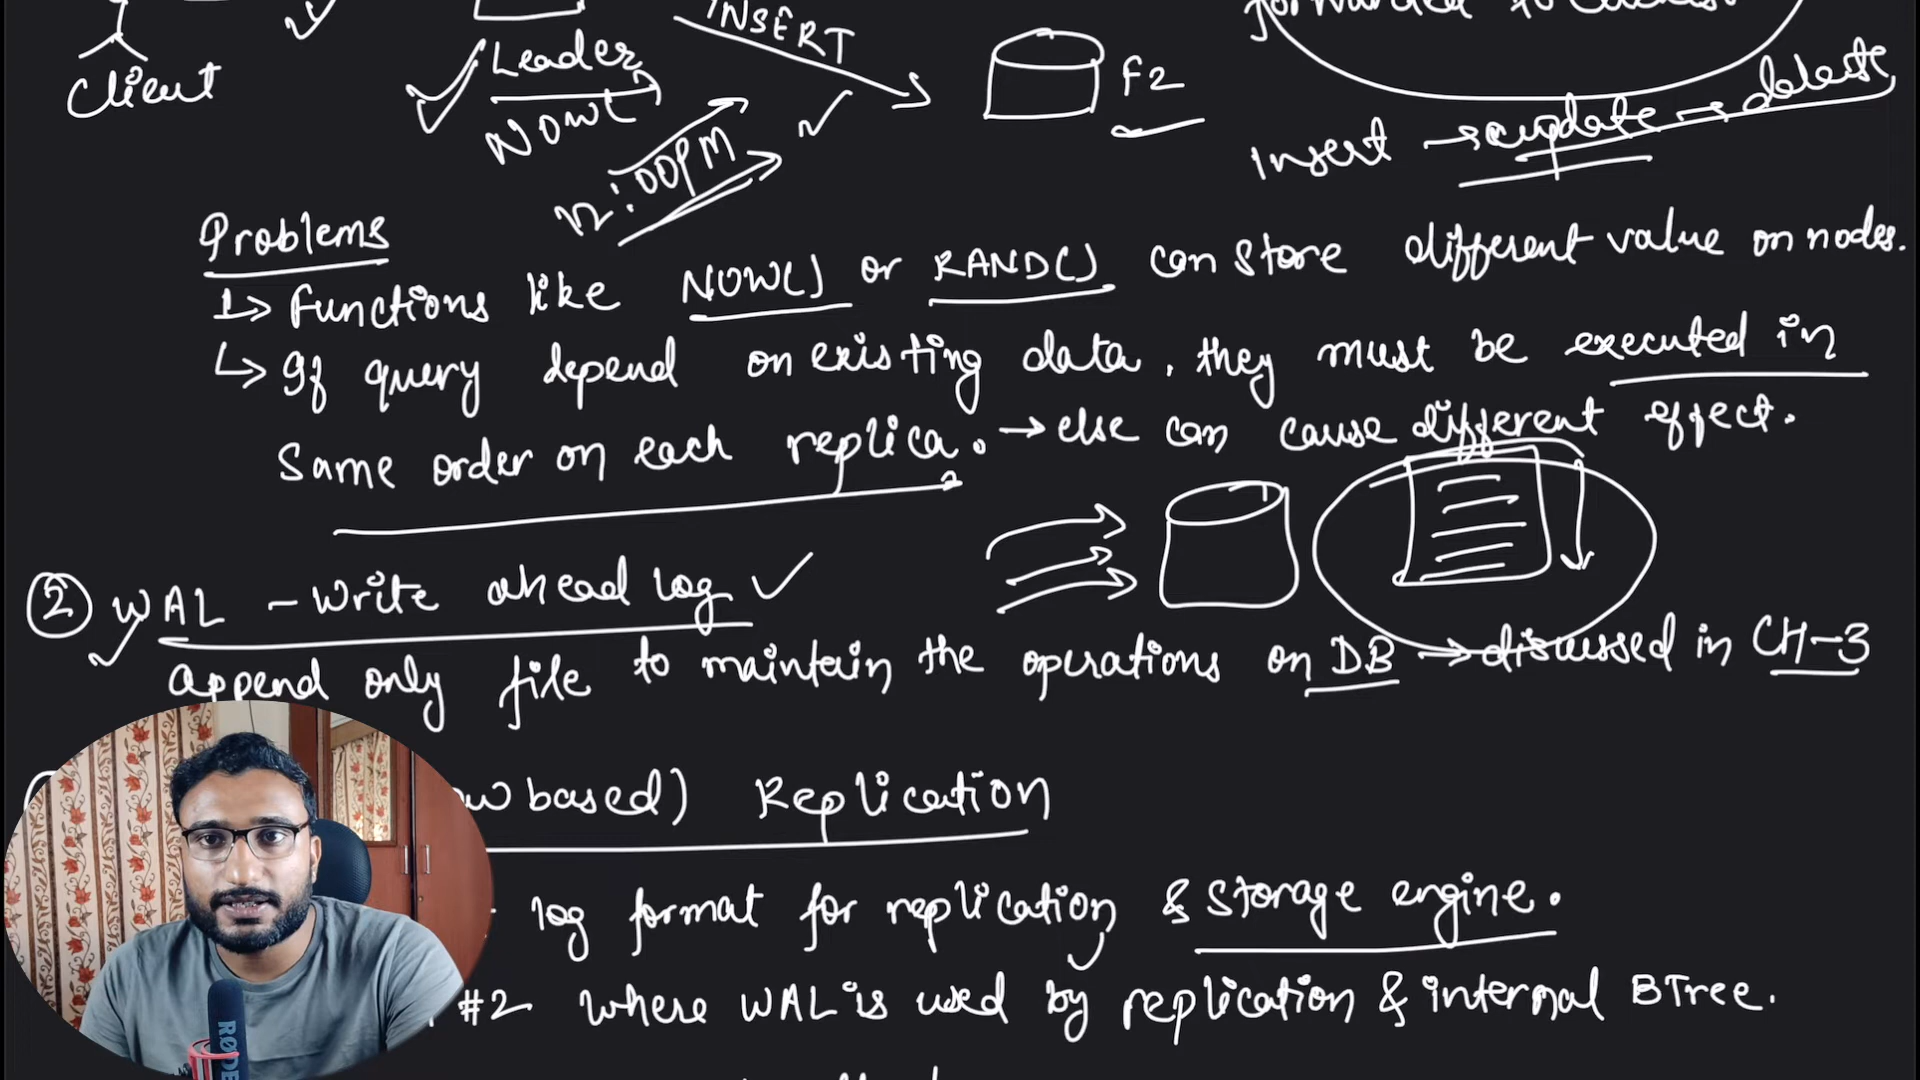 forwarded to
Client
Leader
NOW()
INSERT
12:00PM
F2
Insert → update → delete
Problems
1> Functions like NOW() or RAND() can store different value on nodes.
↳ If query depend on existing data, they must be executed in
Same order on each replica. → else can cause different effect.
② WAL - Write ahead log ✓
append only file to maintain the operations on DB → discussed in CH-3
ow based) Replication
log format for replication & storage engine.
#2 where WAL is used by replication & internal BTree.
RØDE